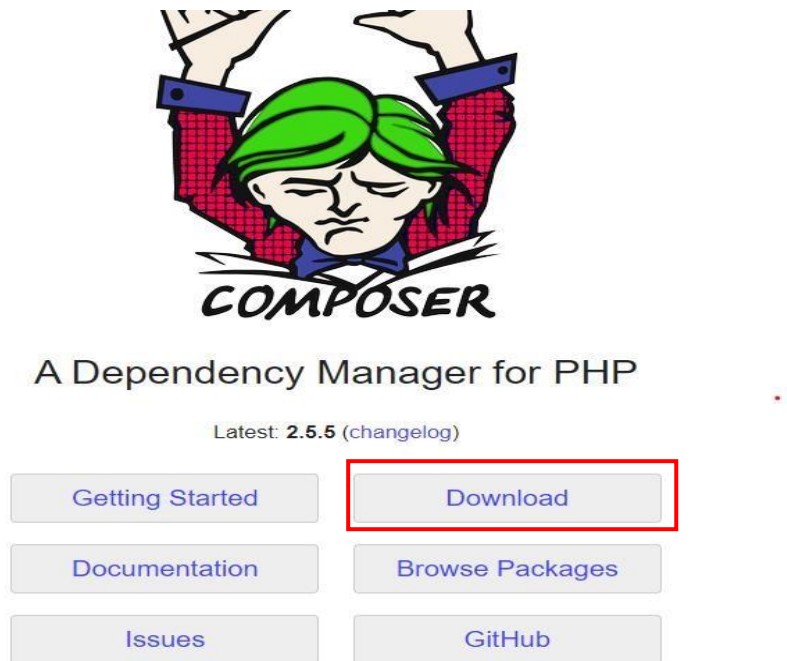 COMPOSER
A Dependency Manager for PHP
Latest: 2.5.5 (changelog)
Getting Started Download
Documentation Browse Packages
Issues GitHub